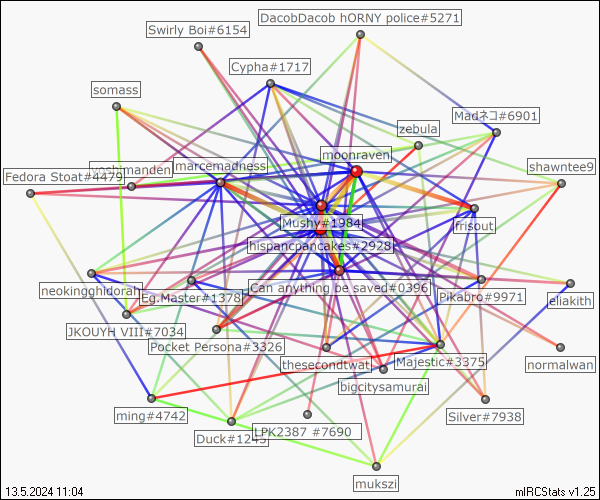 DacobDacob hORNY police#5271
Swirly Boi#6154
Cypha#1717
somass
Madネコ#6901
zebula
moonraven
marcemadness
shawntee9
Fedora Stoat#4479
Mushy#1984
frisout
hispancpancakes#2928
neokingghidorah
Can anything be saved#0396
eliakith
Eg.Master#1378
Pikabro#9971
JKOUYH VIII#7034
Pocket Persona#3326
thesecondtwat
Majestic#3375
normalwan
bigcitysamurai
ming#4742
Silver#7938
LPK2387 #7690
Duck#1245
mukszi
13.5.2024 11:04
mIRCStats v1.25